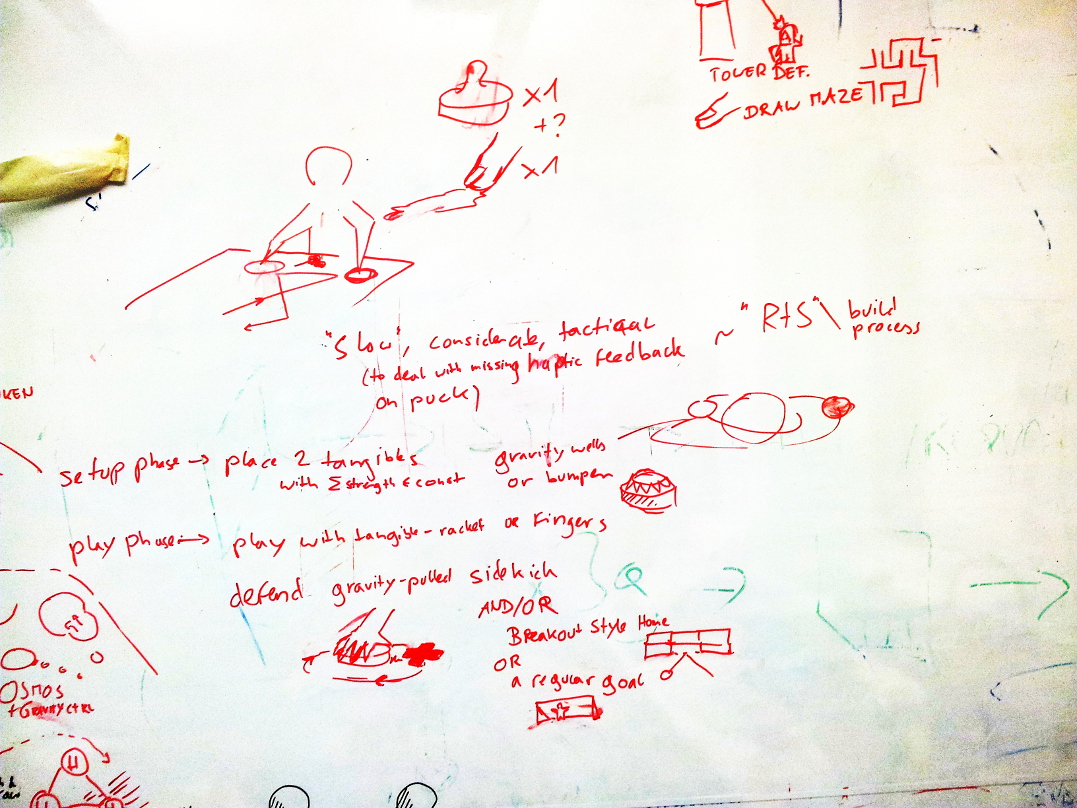 TOWER DEF.
DRAW MAZE
x1
+?
x1
"Slow", considerate, tactical
(to deal with missing haptic feedback
on puck)
~ "RtS" \ build
process
KEN
setup phase → place 2 tangibles
with Σ strength = const
gravity wells
or bumper
play phase → play with tangible-racket or Fingers
defend gravity-pulled sidekick
AND/OR
Breakout Style Home
OR
a regular goal
OSMOS
+ GRAVITY CTRL
H